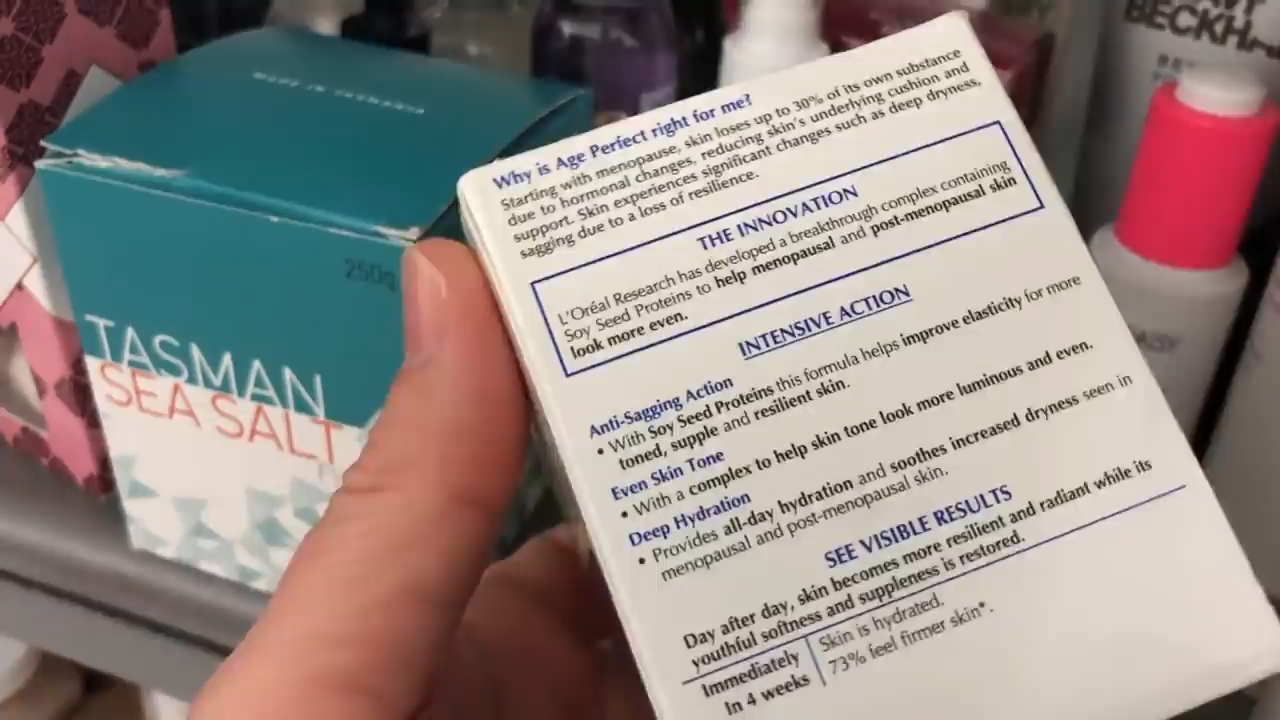 MADE IN TASMANIA
250g
TASMAN
SEA SALT
Why is Age Perfect right for me?
Starting with menopause, skin loses up to 30% of its own substance
due to hormonal changes, reducing skin's underlying cushion and
support. Skin experiences significant changes such as deep dryness,
sagging due to a loss of resilience.
THE INNOVATION
L'Oréal Research has developed a breakthrough complex containing
Soy Seed Proteins to help menopausal and post-menopausal skin
look more even.
INTENSIVE ACTION
Anti-Sagging Action
• With Soy Seed Proteins this formula helps improve elasticity for more
toned, supple and resilient skin.
Even Skin Tone
• With a complex to help skin tone look more luminous and even.
Deep Hydration
• Provides all-day hydration and soothes increased dryness seen in
menopausal and post-menopausal skin.
SEE VISIBLE RESULTS
Day after day, skin becomes more resilient and radiant while its
youthful softness and suppleness is restored.
Immediately Skin is hydrated.
In 4 weeks 73% feel firmer skin*.